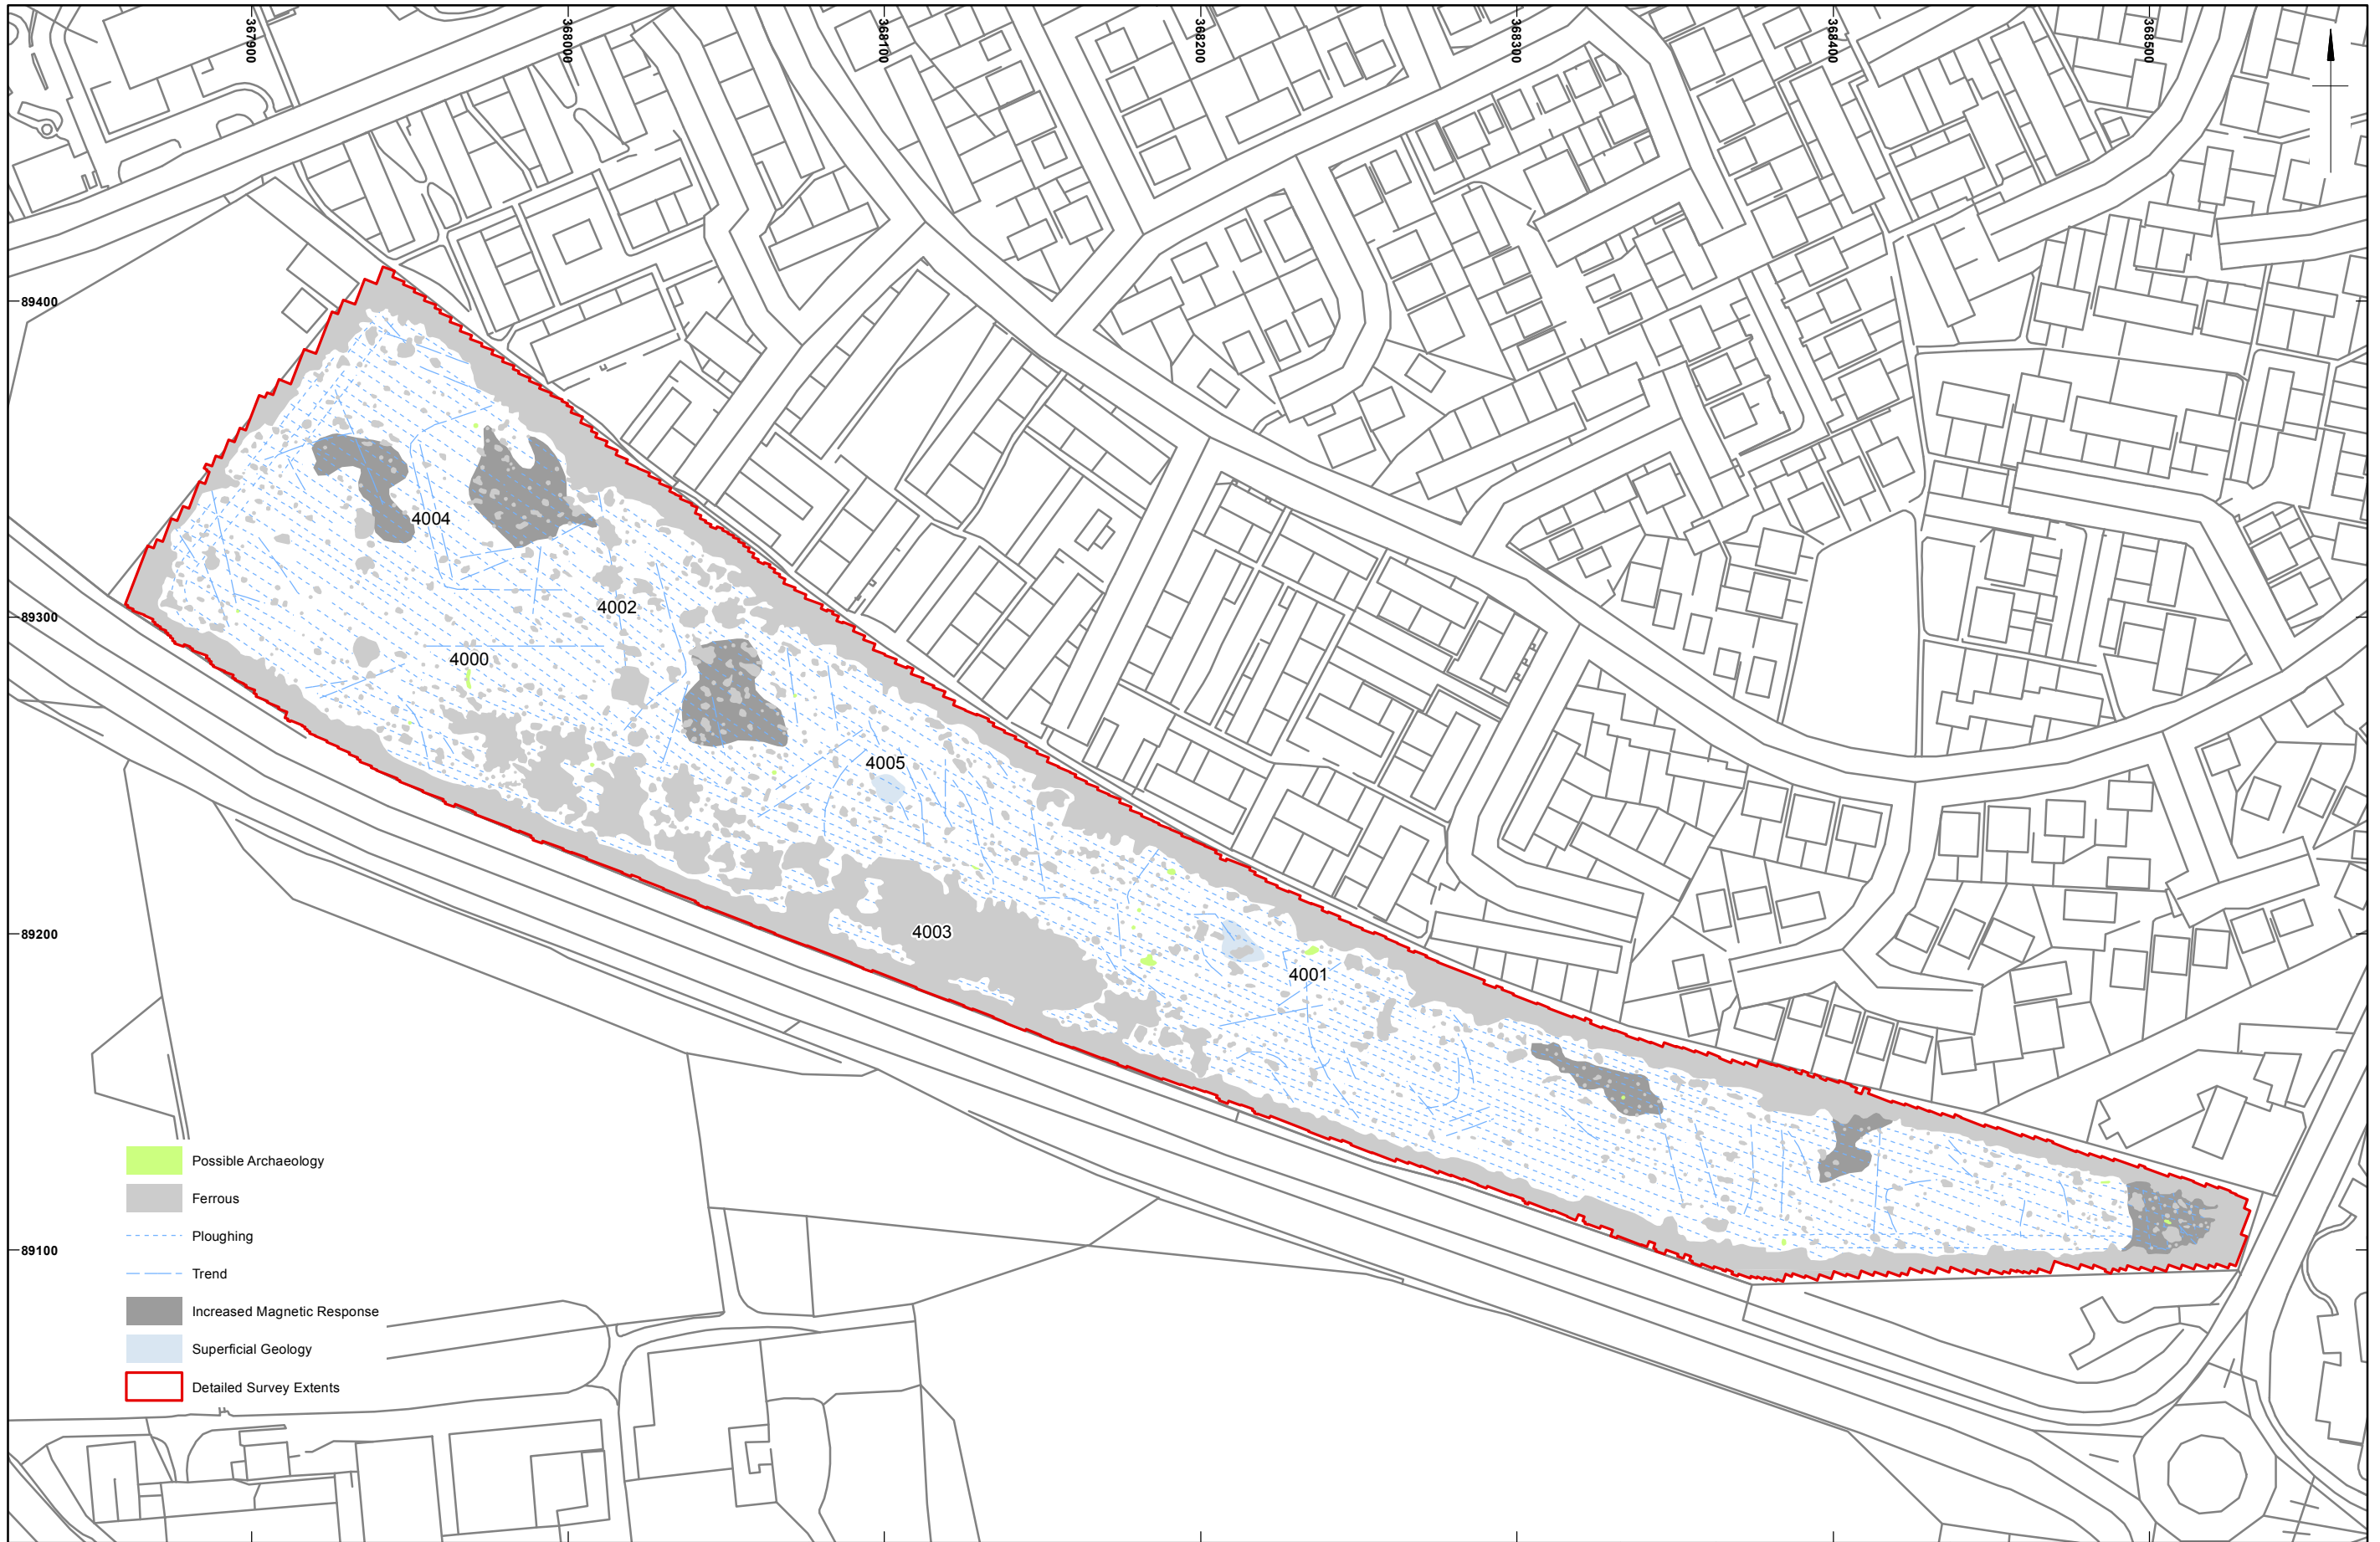 367900
368000
368100
368200
368300
368400
368500
89400
4004
4002
89300
4000
4005
4003
89200
4001
Possible Archaeology
Ferrous
Ploughing
89100
Trend
Increased Magnetic Response
Superficial Geology
Detailed Survey Extents